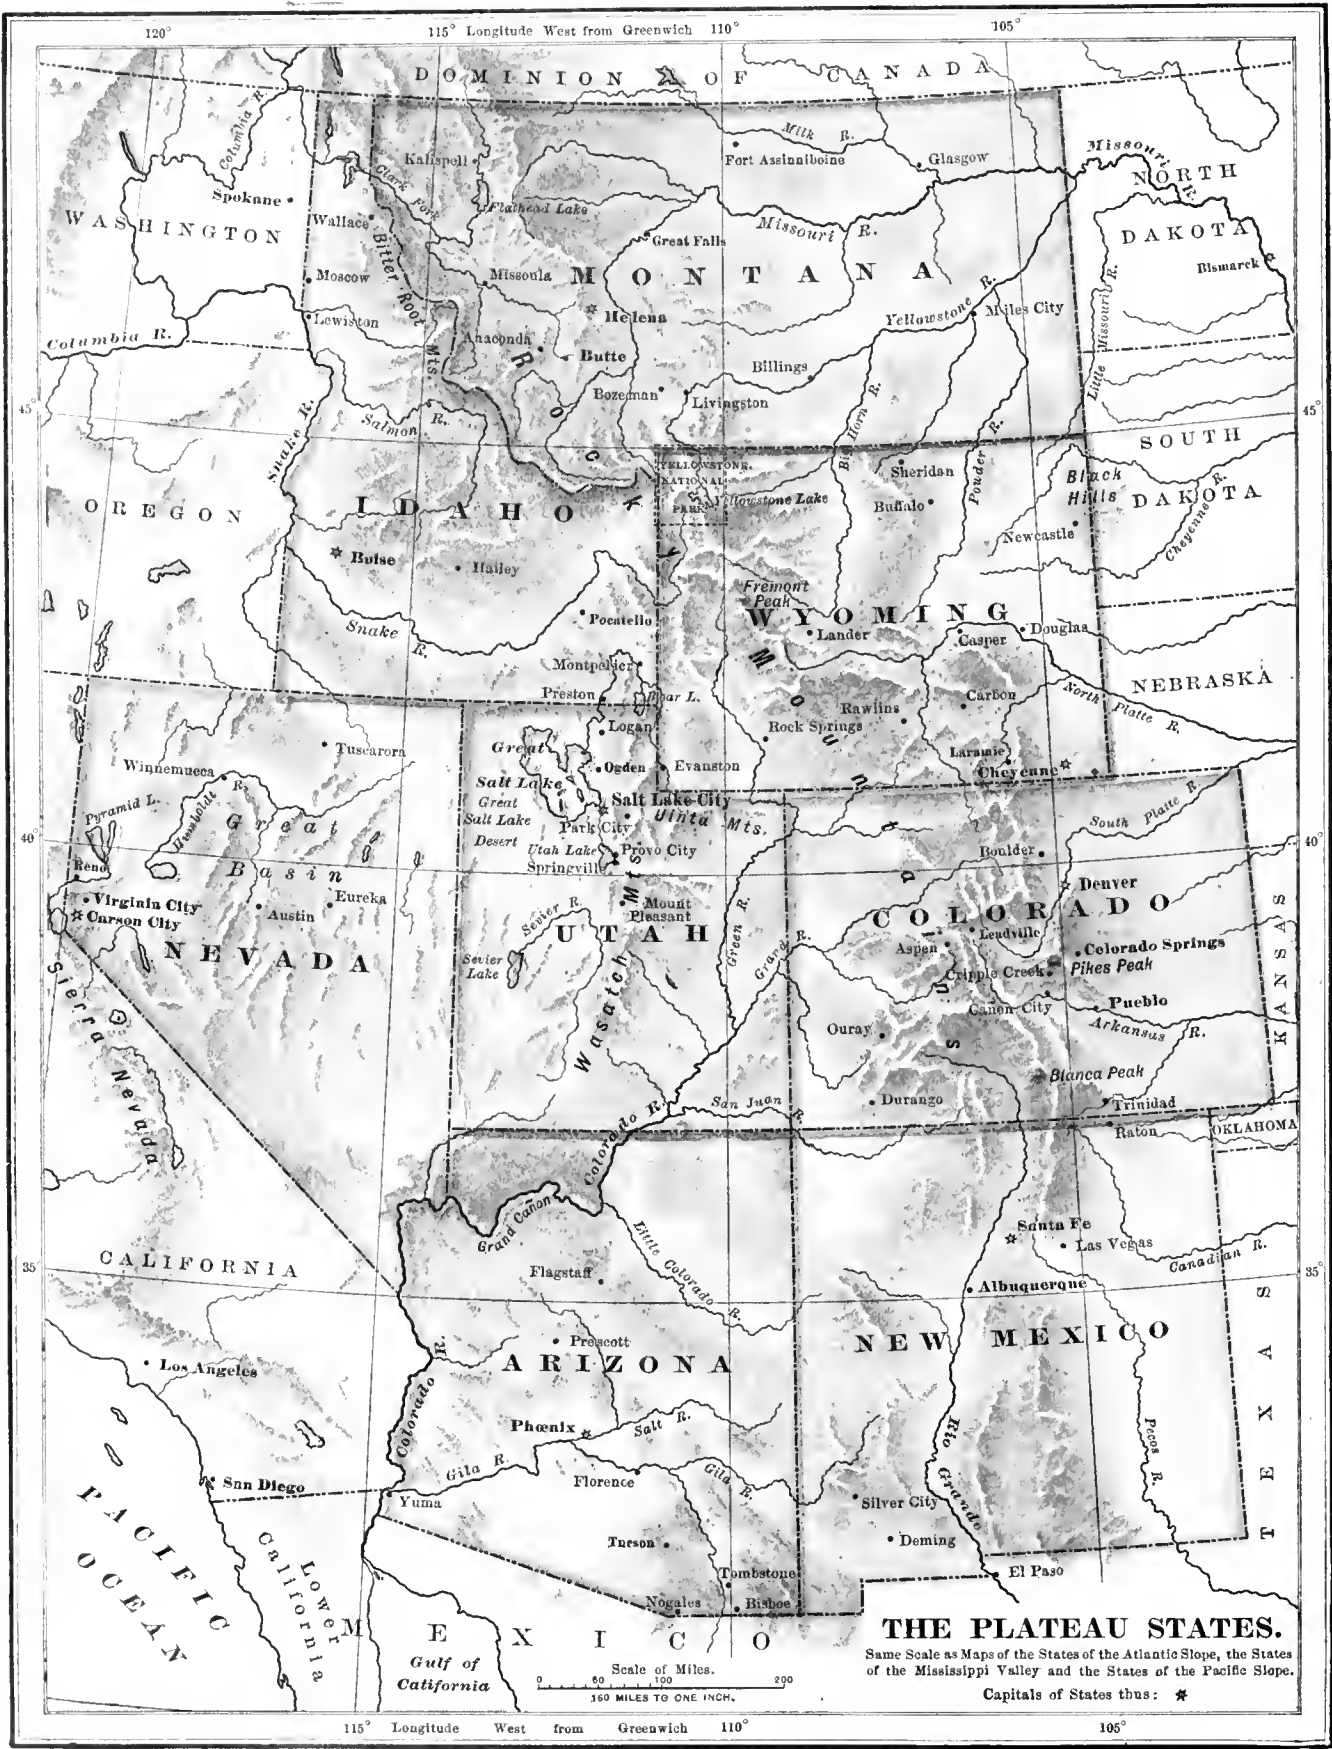 120° 115° Longitude West from Greenwich 110° 105°
DOMINION OF CANADA
Columbia R.
Kalispell
Milk R.
Fort Assinniboine
Glasgow
Missouri R.
NORTH
DAKOTA
Bismarck
Spokane
Clark Fork
Flathead Lake
WASHINGTON
Wallace
Bitter Root Mts.
Great Falls
Missouri R.
Moscow
Missoula
MONTANA
Lewiston
Helena
Yellowstone R.
Miles City
Little Missouri R.
Columbia R.
Anaconda
Butte
Billings
Bozeman
Livingston
Big Horn R.
Powder R.
45°
45°
Snake R.
Salmon R.
Rocky Mountains
SOUTH
DAKOTA
YELLOWSTONE
NATIONAL
PARK
Yellowstone Lake
Sheridan
Buffalo
Black
Hills
Newcastle
Cheyenne R.
OREGON
IDAHO
Boise
Hailey
Fremont
Peak
WYOMING
Pocatello
Lander
Casper
Douglas
Snake R.
Montpelier
Preston
Bear L.
Carbon
North Platte R.
NEBRASKA
Rawlins
Rock Springs
Logan
Tuscarora
Great
Salt Lake
Ogden
Evanston
Laramie
Cheyenne
Winnemucca
Humboldt R.
Pyramid L.
Great
Salt Lake
Desert
Salt Lake City
Uinta Mts.
Park City
Utah Lake
Provo City
Springville
South Platte R.
40°
40°
Great
Basin
Reno
Boulder
Virginia City
Carson City
Austin
Eureka
Denver
Mount
Pleasant
Sevier R.
Sevier
Lake
UTAH
Wasatch Mts
Green R.
Grand R.
COLORADO
Leadville
Aspen
Colorado Springs
Cripple Creek
Pikes Peak
NEVADA
Cañon City
Pueblo
Arkansas R.
KANSAS
Sierra Nevada
Ouray
Blanca Peak
San Juan R.
Durango
Trinidad
Raton
OKLAHOMA
Colorado R.
Grand Cañon
Little Colorado R.
Santa Fe
Las Vegas
Canadian R.
CALIFORNIA
35°
35°
Flagstaff
Albuquerque
Prescott
ARIZONA
NEW MEXICO
TEXAS
Los Angeles
Colorado R.
Phœnix
Salt R.
Rio Grande
Pecos R.
Gila R.
Gila R.
Florence
San Diego
Yuma
Silver City
Deming
Tucson
Tombstone
Nogales
Bisboe
El Paso
PACIFIC
OCEAN
Lower
California
MEXICO
Gulf of
California
Scale of Miles.
0 50 100 200
160 MILES TO ONE INCH.
THE PLATEAU STATES.
Same Scale as Maps of the States of the Atlantic Slope, the States
of the Mississippi Valley and the States of the Pacific Slope.
Capitals of States thus:
115° Longitude West from Greenwich 110° 105°